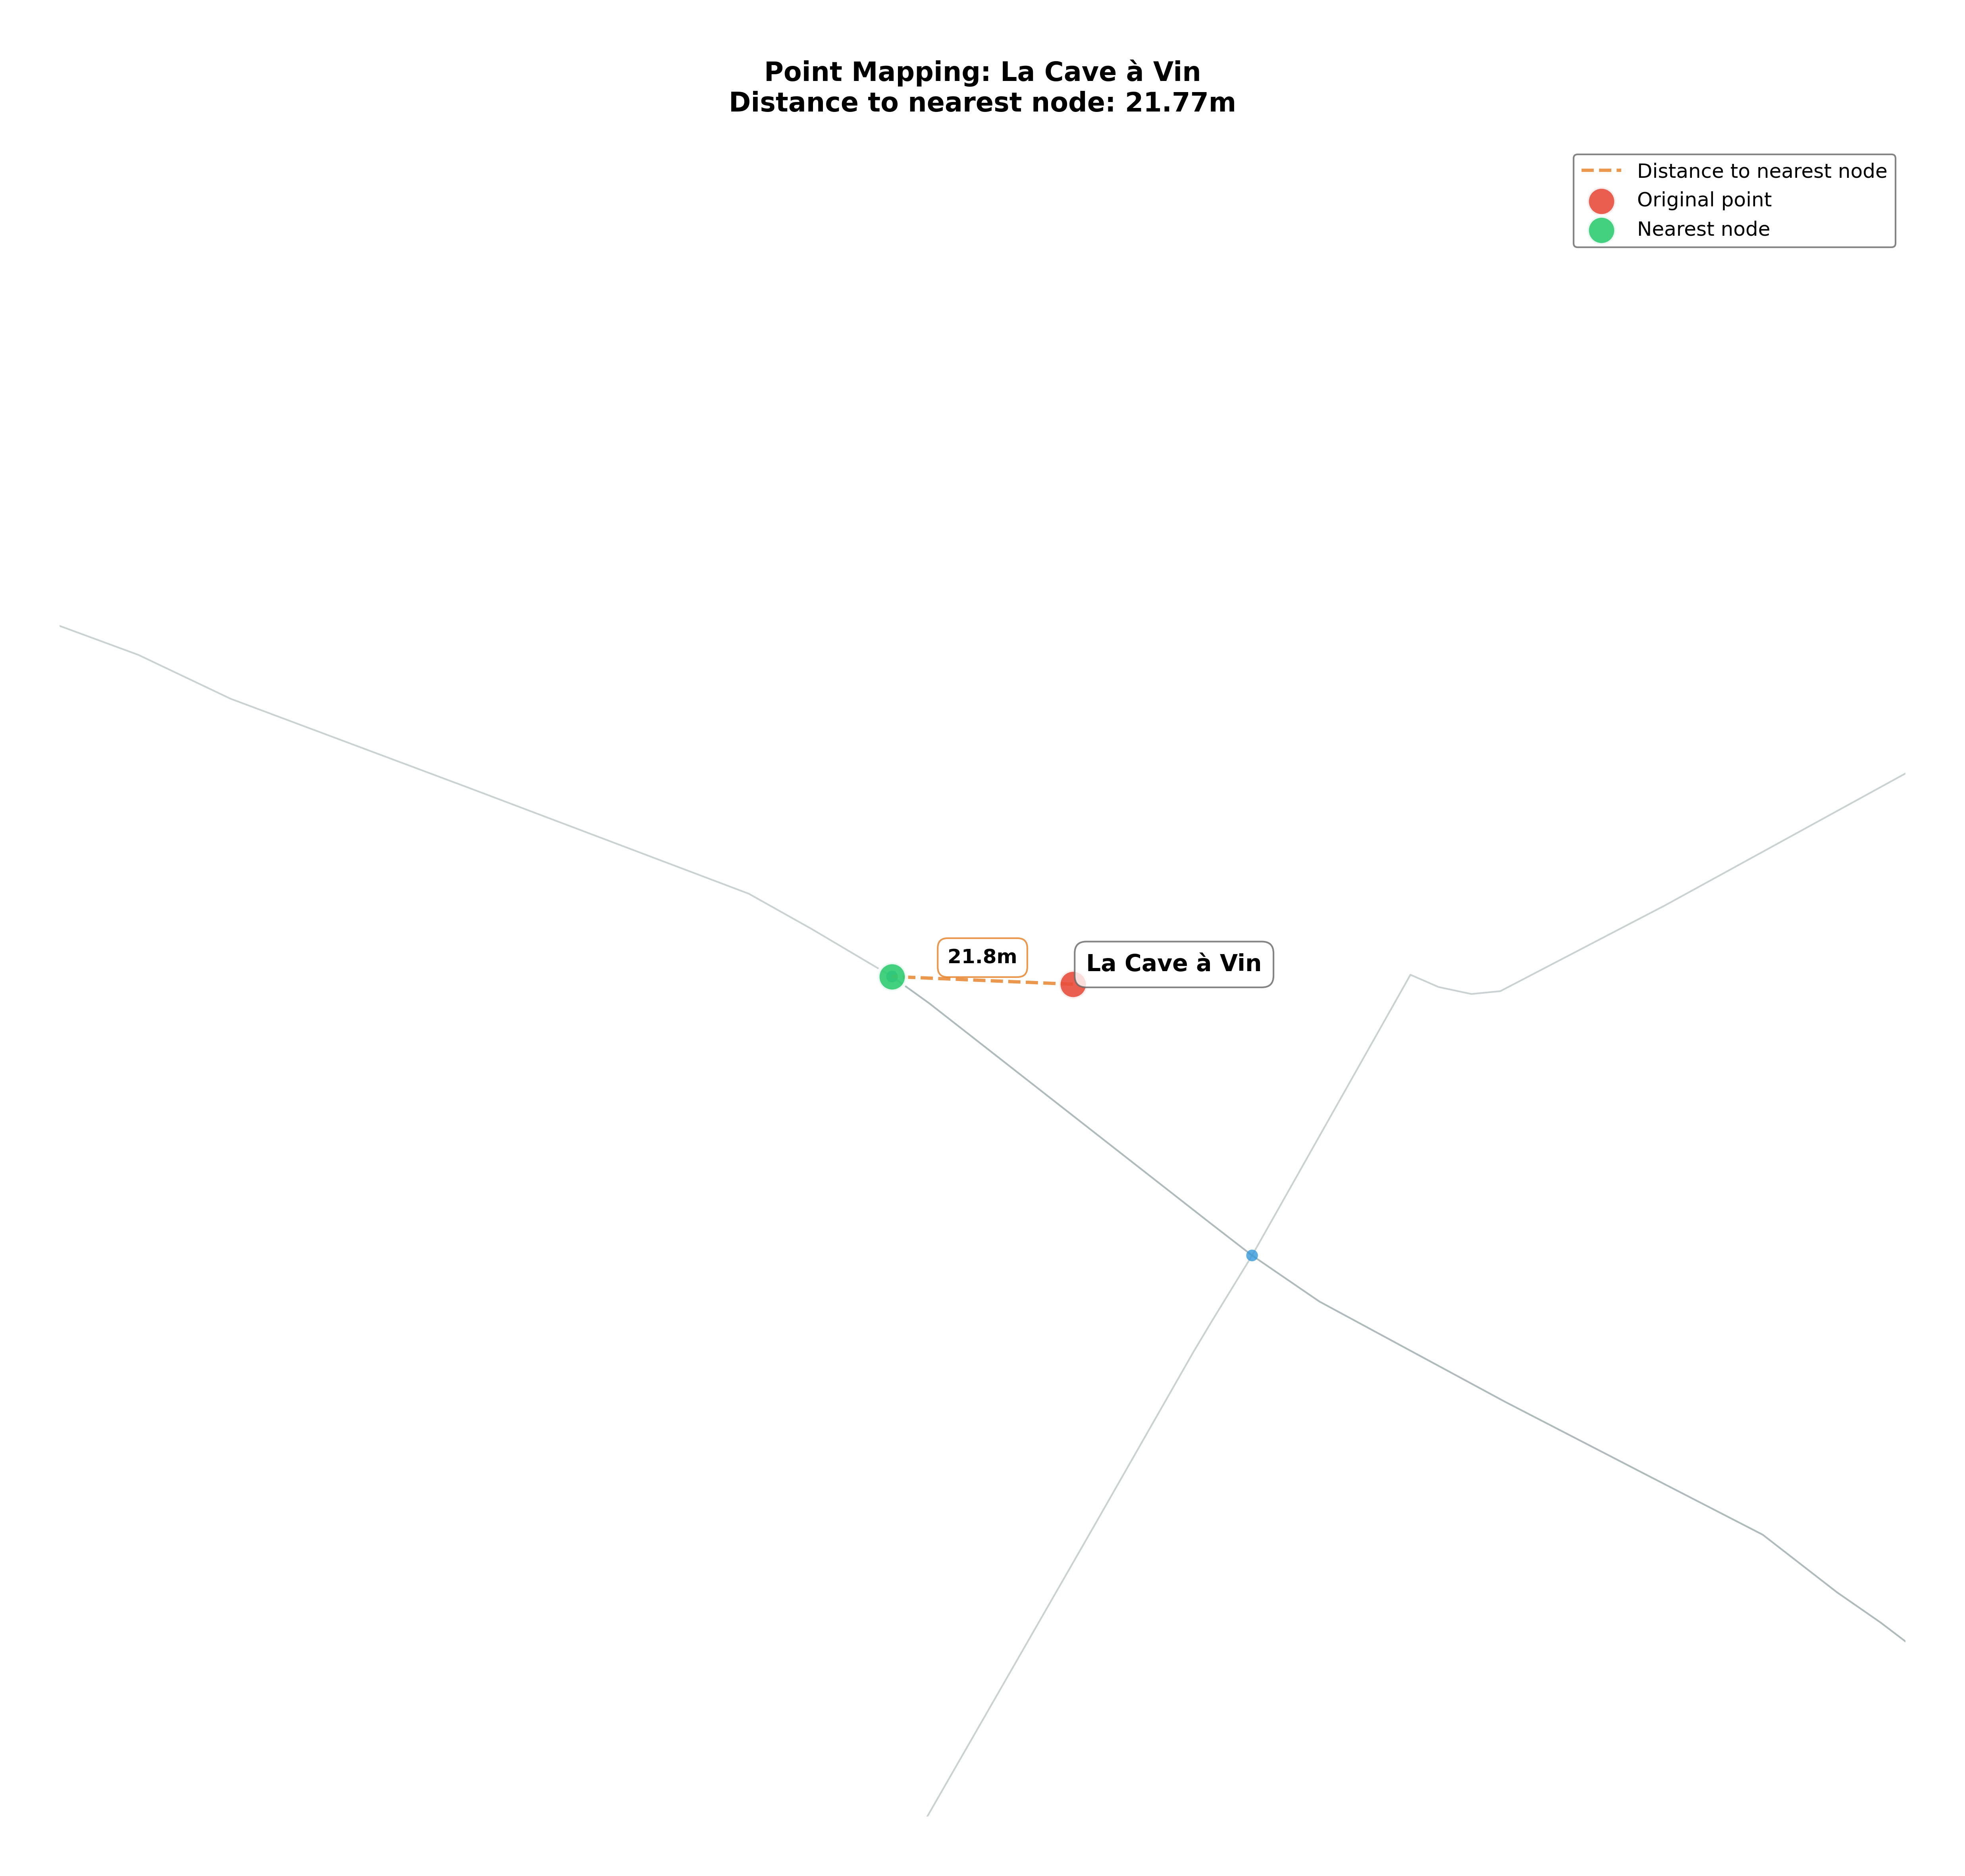 Point Mapping: La Cave à Vin
Distance to nearest node: 21.77m
Distance to nearest node
Original point
Nearest node
21.8m
La Cave à Vin